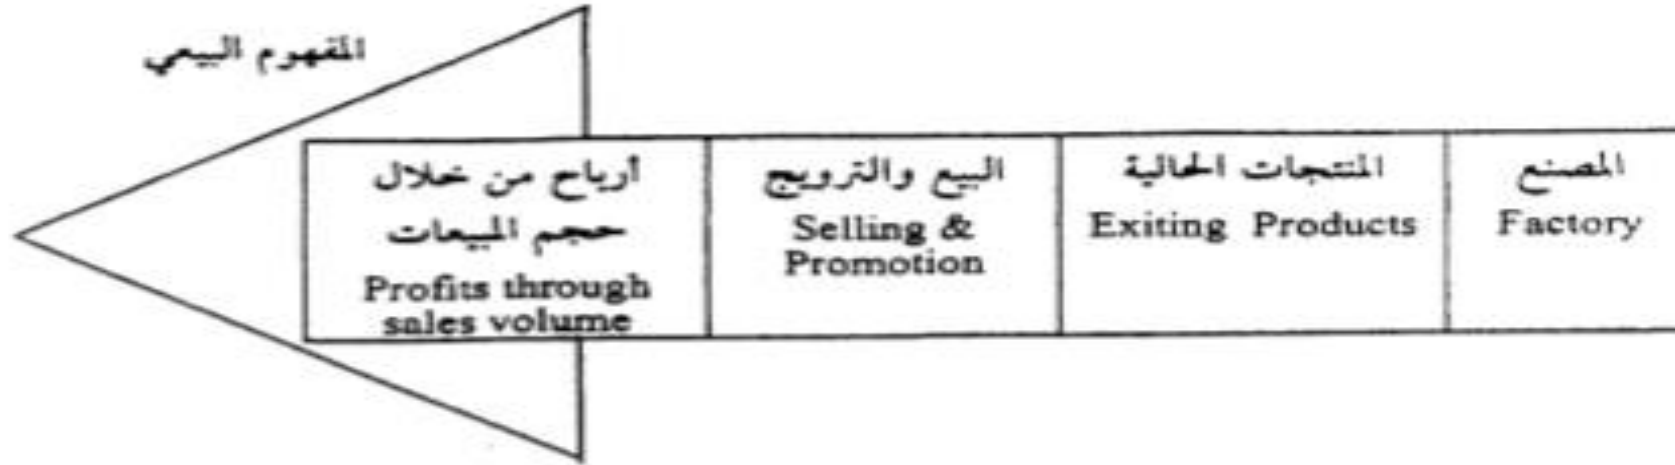 المفهوم البيعي
المصنع
Factory
المنتجات الحالية
Exiting Products
البيع والترويج
Selling &
Promotion
أرباح من خلال
حجم المبيعات
Profits through
sales volume